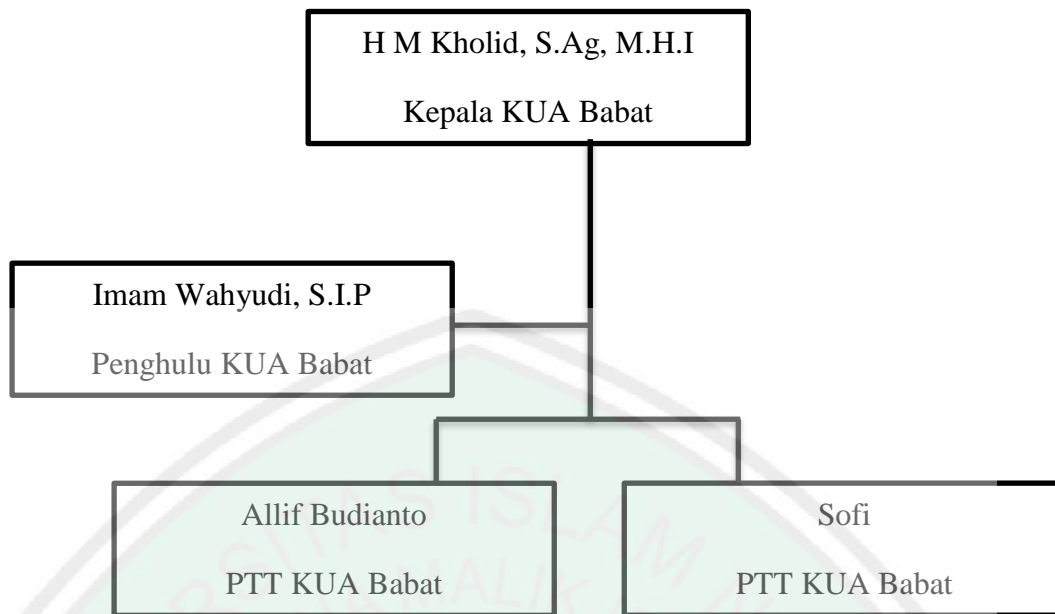 H M Kholid, S.Ag, M.H.I
Kepala KUA Babat
Imam Wahyudi, S.I.P
Penghulu KUA Babat
Allif Budianto
PTT KUA Babat
Sofi
PTT KUA Babat